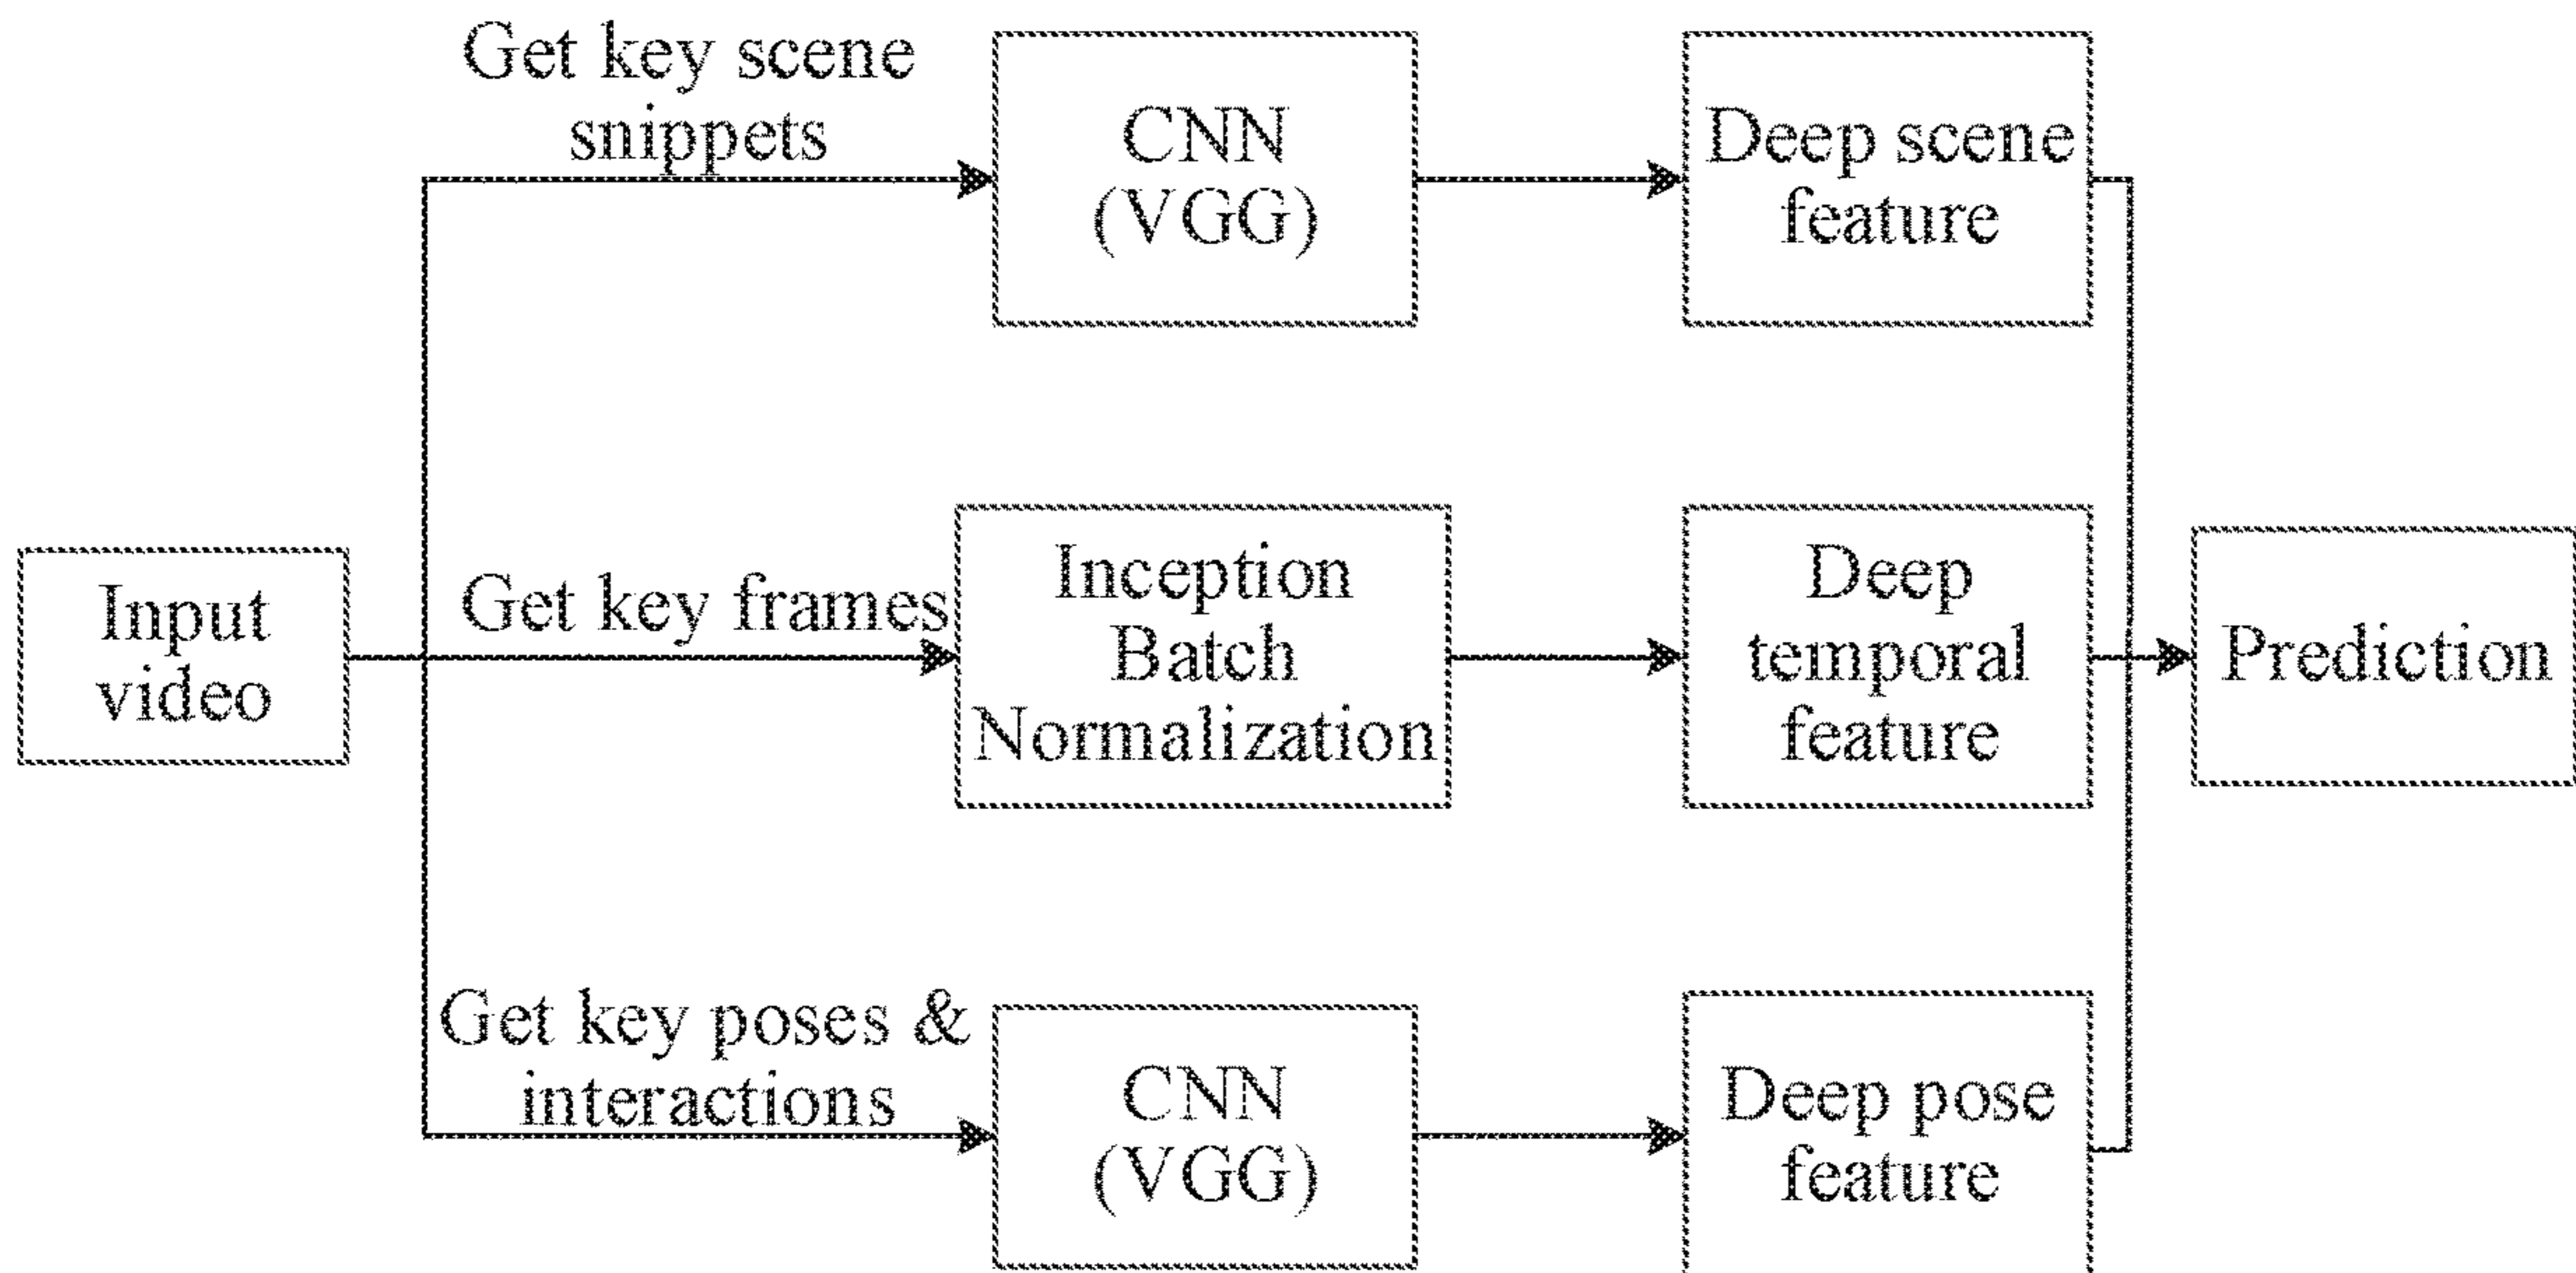 Get key scene
snippets
CNN
(VGG)
Deep scene
feature
Input
video
Get key frames
Inception
Batch
Normalization
Deep
temporal
feature
Prediction
Get key poses &
interactions
CNN
(VGG)
Deep pose
feature